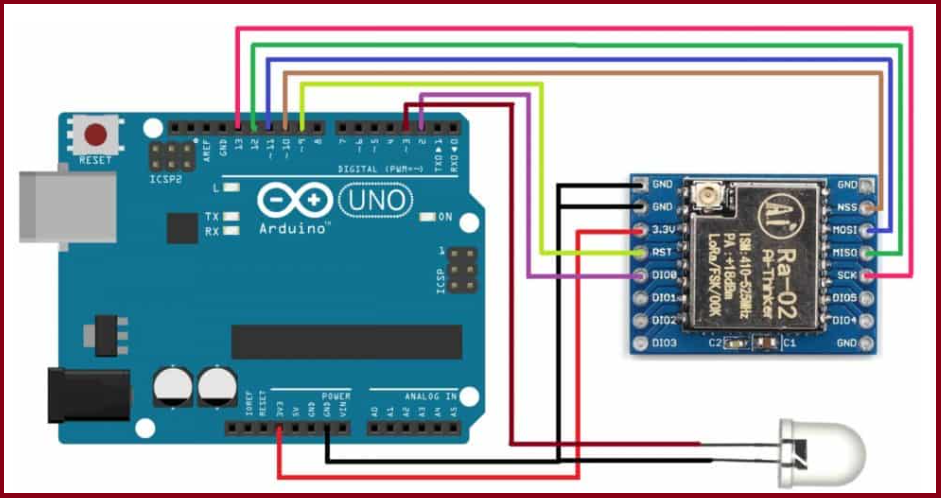 AREF
GND
13
12
~11
~10
~9
8
7
~6
~5
4
~3
2
TXD▶1
RXD◀0
RESET
ICSP2
DIGITAL (PWM=~)
L
TX
RX
UNO
Arduino™
ON
1
ICSP
IOREF
RESET
3V3
5V
GND
GND
VIN
POWER
ANALOG IN
A0
A1
A2
A3
A4
A5
GND
GND
3.3V
RST
DIO0
DIO1
DIO2
DIO3
Ai
Ra-02
Ai-Thinker
ISM:410-525MHz
PA :+18dBm
LoRa/FSK/OOK
C2
C1
GND
NSS
MOSI
MISO
SCK
DIO5
DIO4
GND